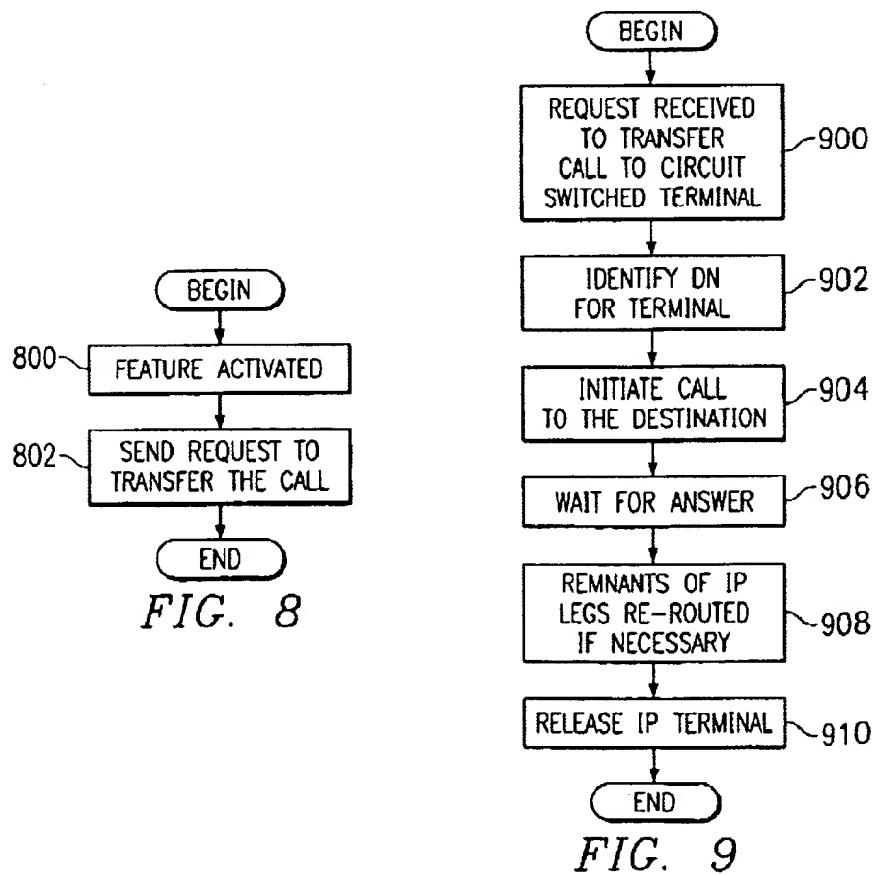 BEGIN
800
FEATURE ACTIVATED
802
SEND REQUEST TO
TRANSFER THE CALL
END
FIG. 8
BEGIN
REQUEST RECEIVED
TO TRANSFER
CALL TO CIRCUIT
SWITCHED TERMINAL
900
IDENTIFY DN
FOR TERMINAL
902
INITIATE CALL
TO THE DESTINATION
904
WAIT FOR ANSWER
906
REMNANTS OF IP
LEGS RE-ROUTED
IF NECESSARY
908
RELEASE IP TERMINAL
910
END
FIG. 9